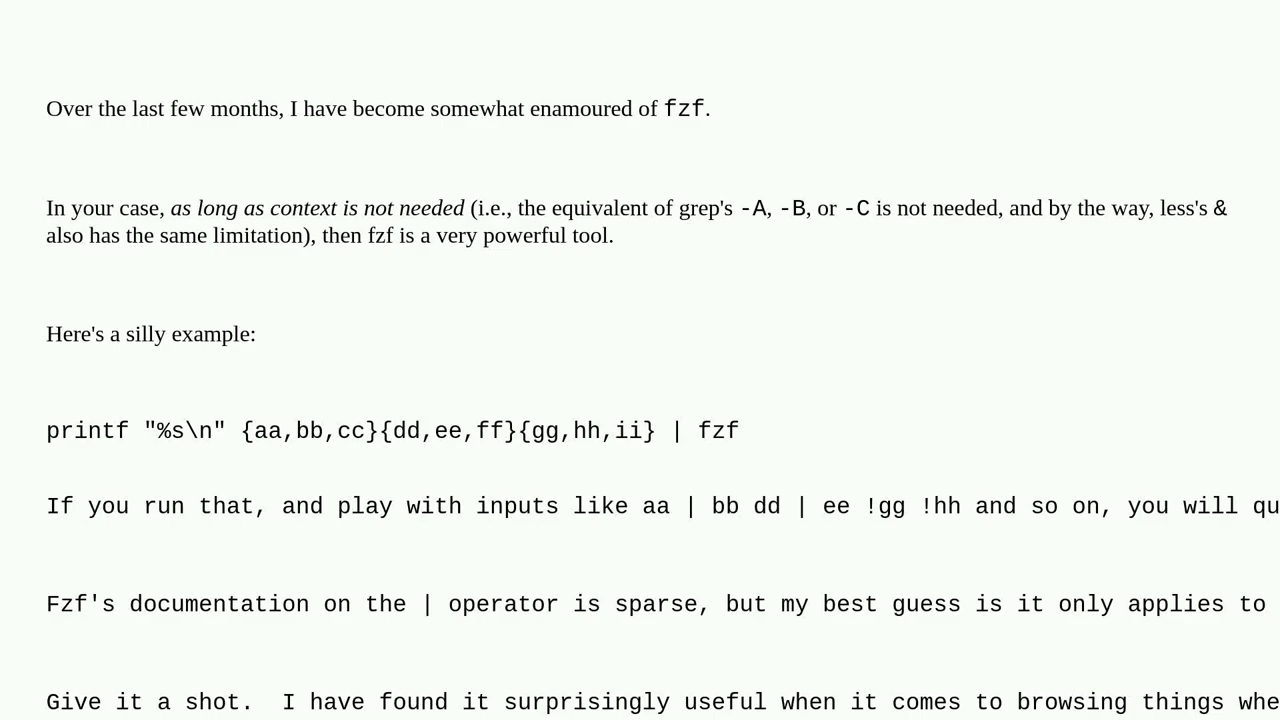 Over the last few months, I have become somewhat enamoured of fzf.
In your case, as long as context is not needed (i.e., the equivalent of grep's -A, -B, or -C is not needed, and by the way, less's &
also has the same limitation), then fzf is a very powerful tool.
Here's a silly example:
printf "%s\n" {aa,bb,cc}{dd,ee,ff}{gg,hh,ii} | fzf
If you run that, and play with inputs like aa | bb dd | ee !gg !hh and so on, you will qu
Fzf's documentation on the | operator is sparse, but my best guess is it only applies to
Give it a shot.  I have found it surprisingly useful when it comes to browsing things whe